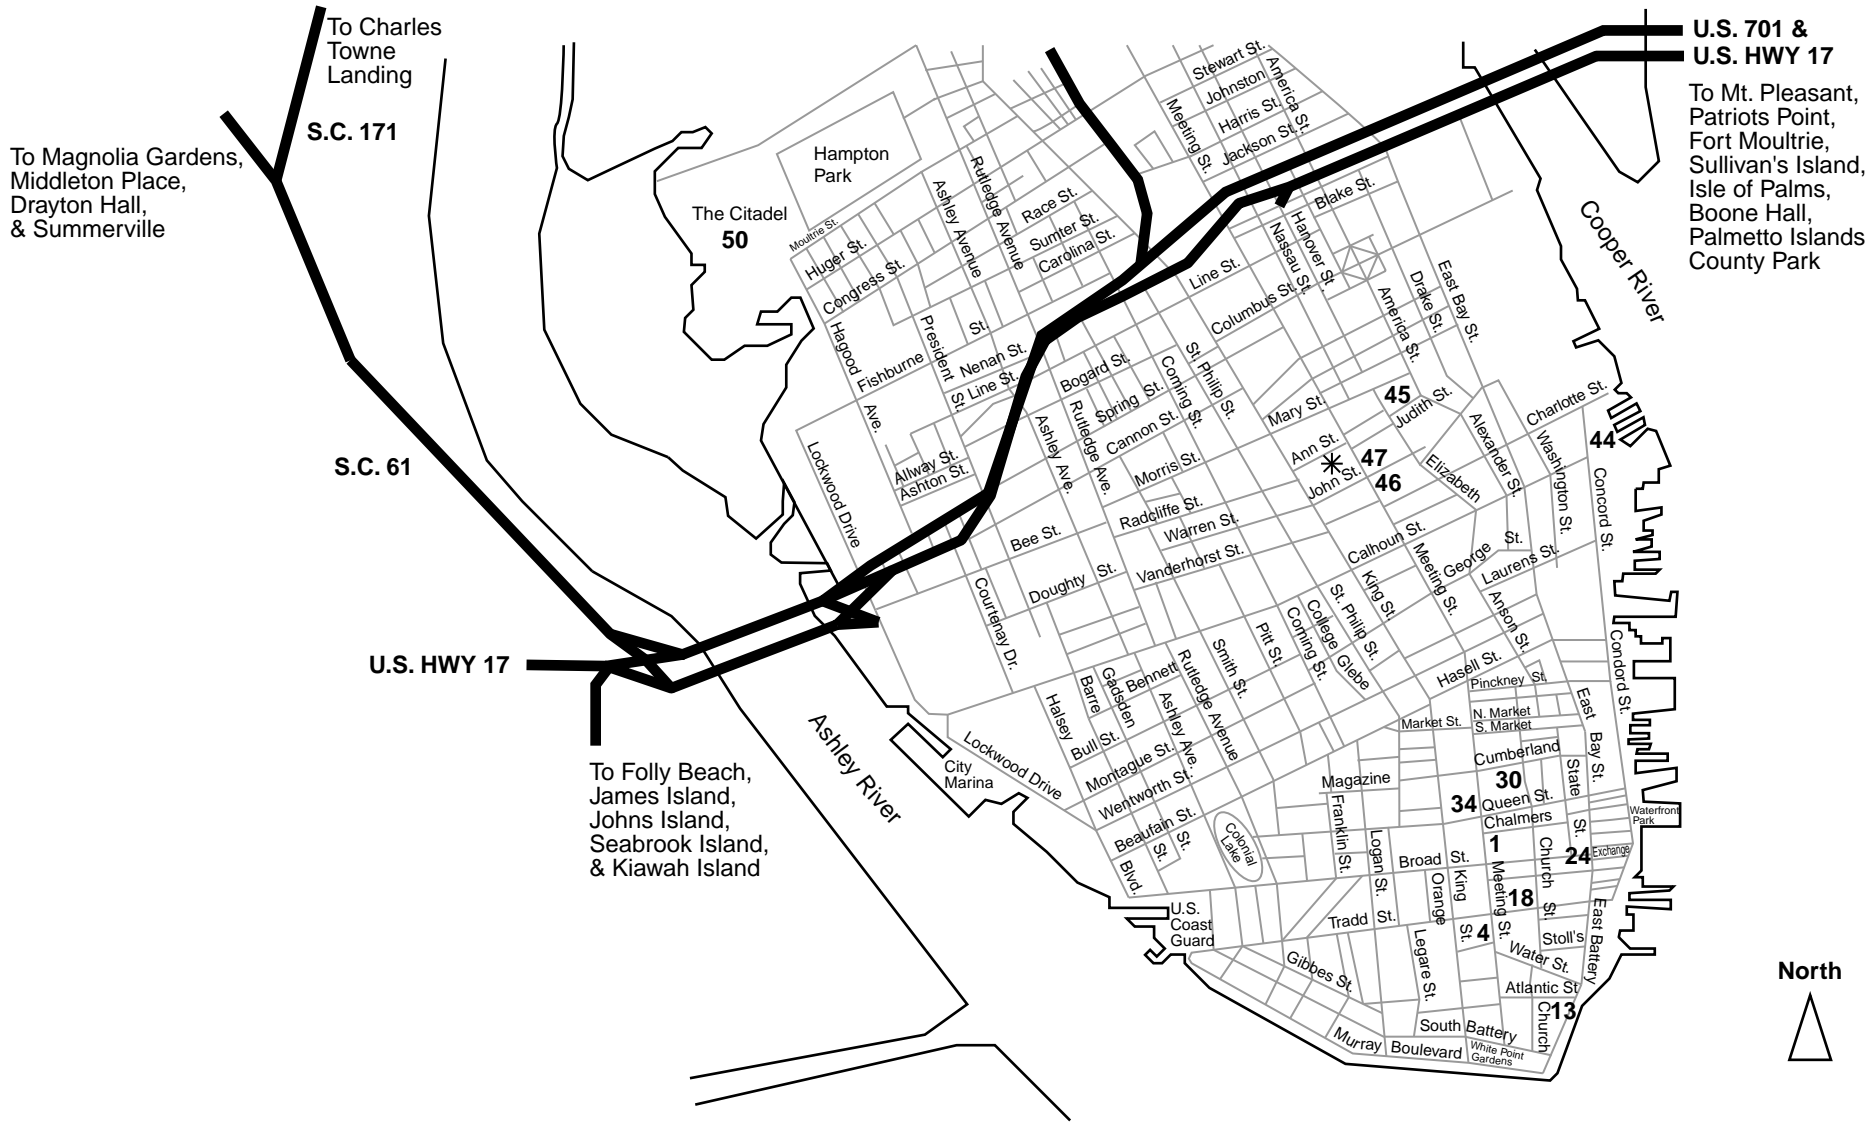 To Charles
Towne
Landing
S.C. 171
To Magnolia Gardens,
Middleton Place,
Drayton Hall,
& Summerville
S.C. 61
U.S. HWY 17
To Folly Beach,
James Island,
Johns Island,
Seabrook Island,
& Kiawah Island
U.S. 701 &
U.S. HWY 17
To Mt. Pleasant,
Patriots Point,
Fort Moultrie,
Sullivan's Island,
Isle of Palms,
Boone Hall,
Palmetto Islands
County Park
Cooper River
Ashley River
Hampton
Park
The Citadel
50
Moultrie St.
Huger St.
Congress St.
Ashley Avenue
Rutledge Avenue
Race St.
Sumter St.
Carolina St.
Stewart St.
Johnston
Harris St.
Jackson St.
America St.
Meeting St.
Blake St.
Hanover St.
Nassau St.
Line St.
Columbus St.
America St.
Drake St.
East Bay St.
Hagood
Ave.
Fishburne
St.
President
St.
Nenan St.
Line St.
Bogard St.
Spring St.
Cannon St.
Coming St.
St. Philip St.
Mary St.
45
Judith St.
Charlotte St.
44
Ann St.
47
John St.
46
Elizabeth
Alexander St.
Washington St.
Concord St.
Lockwood Drive
Allway St.
Ashton St.
Ashley Ave.
Rutledge Ave.
Morris St.
Radcliffe St.
Warren St.
Vanderhorst St.
Bee St.
Doughty St.
Courtenay Dr.
Calhoun St.
George St.
Laurens St.
Meeting St.
King St.
St. Philip St.
Anson St.
College
Glebe
Coming St.
Pitt St.
Smith St.
Rutledge Avenue
Bennett
Gadsden
Barre
Halsey
Ashley Ave.
Bull St.
Montague St.
Wentworth St.
Beaufain St.
St.
St.
Blvd.
Lockwood Drive
City
Marina
Colonial
Lake
Hasell St.
Pinckney St.
Market St.
N. Market
S. Market
Condord St.
East
Bay St.
Cumberland
State
St.
30
34
Queen St.
Chalmers
Waterfront
Park
Magazine
Franklin St.
Logan St.
1
24
Exchange
Broad St.
Church
St.
Orange
King
St.
Meeting St.
18
4
U.S.
Coast
Guard
Tradd St.
Legare St.
Gibbes St.
Stoll's
Water St.
East Battery
Atlantic St
13
Church
South Battery
Murray Boulevard
White Point
Gardens
North